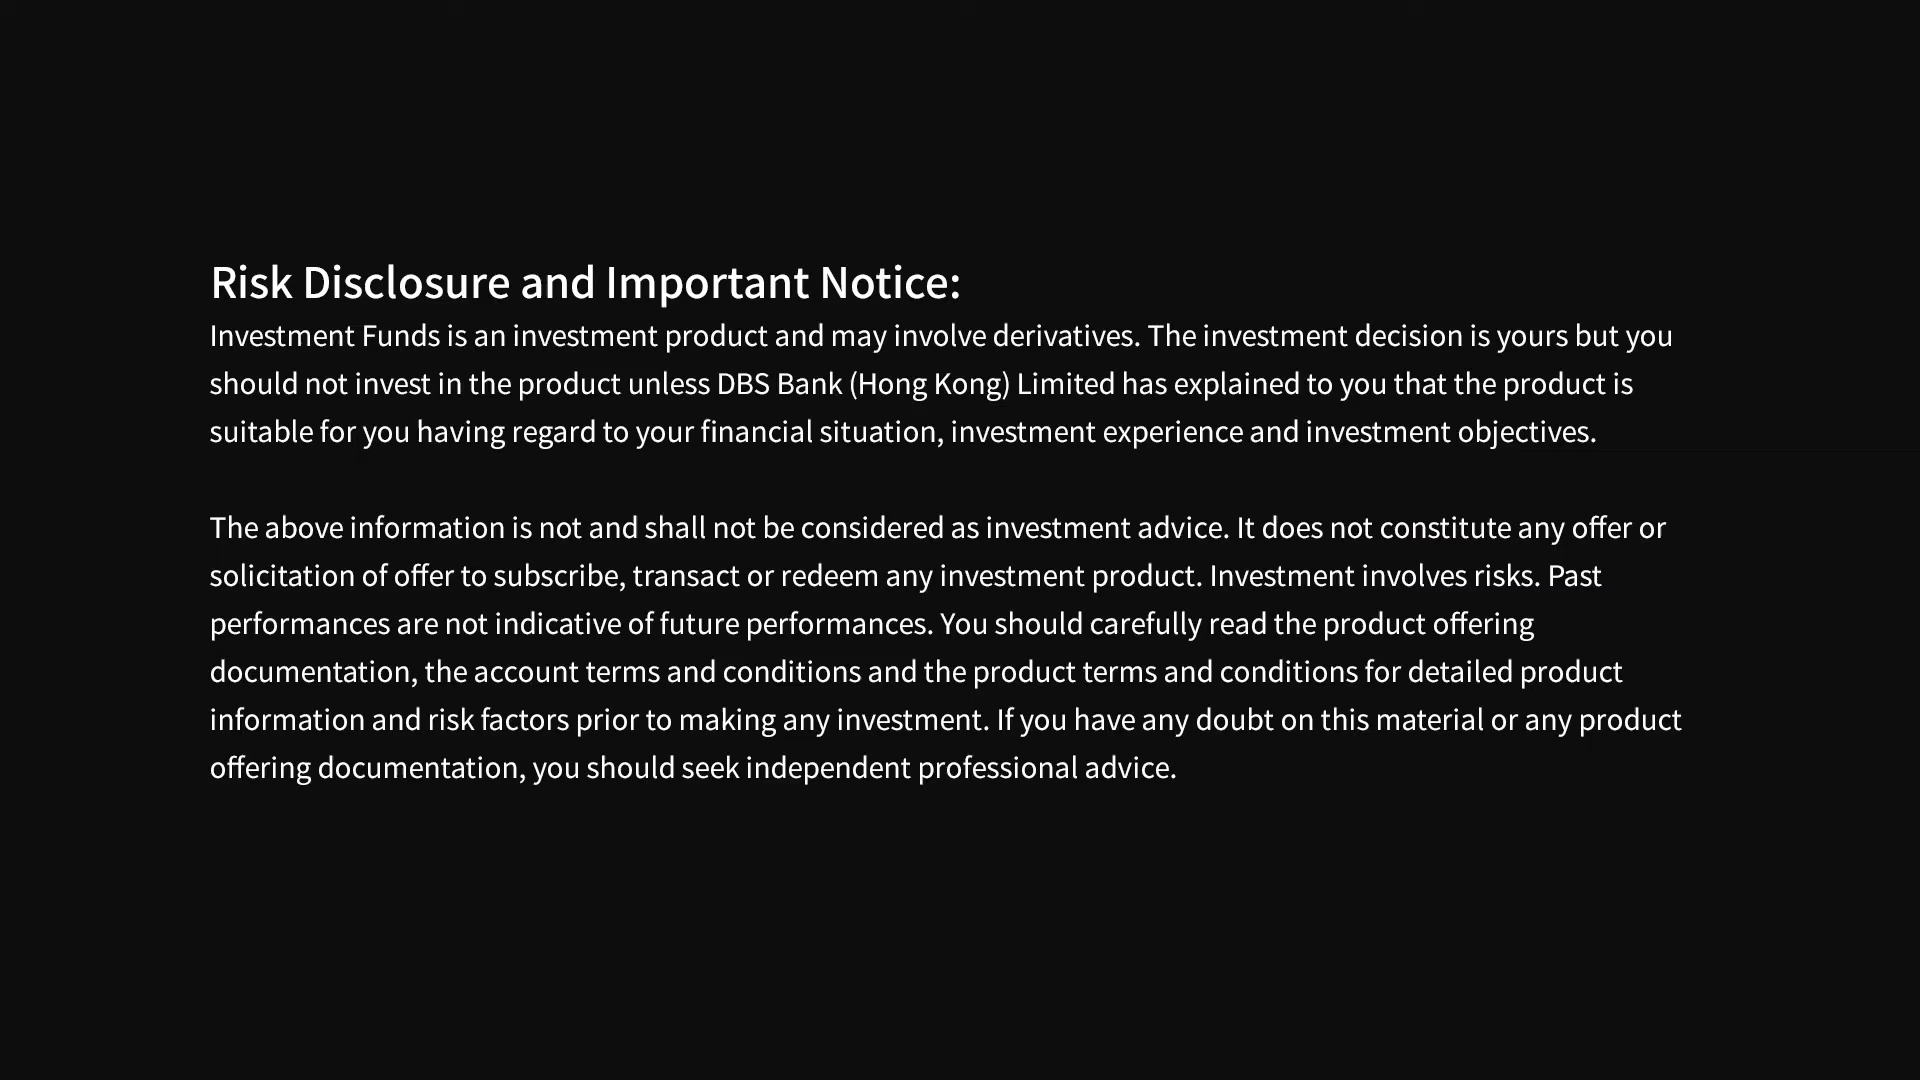 Risk Disclosure and Important Notice:
Investment Funds is an investment product and may involve derivatives. The investment decision is yours but you
should not invest in the product unless DBS Bank (Hong Kong) Limited has explained to you that the product is
suitable for you having regard to your financial situation, investment experience and investment objectives.
The above information is not and shall not be considered as investment advice. It does not constitute any offer or
solicitation of offer to subscribe, transact or redeem any investment product. Investment involves risks. Past
performances are not indicative of future performances. You should carefully read the product offering
documentation, the account terms and conditions and the product terms and conditions for detailed product
information and risk factors prior to making any investment. If you have any doubt on this material or any product
offering documentation, you should seek independent professional advice.